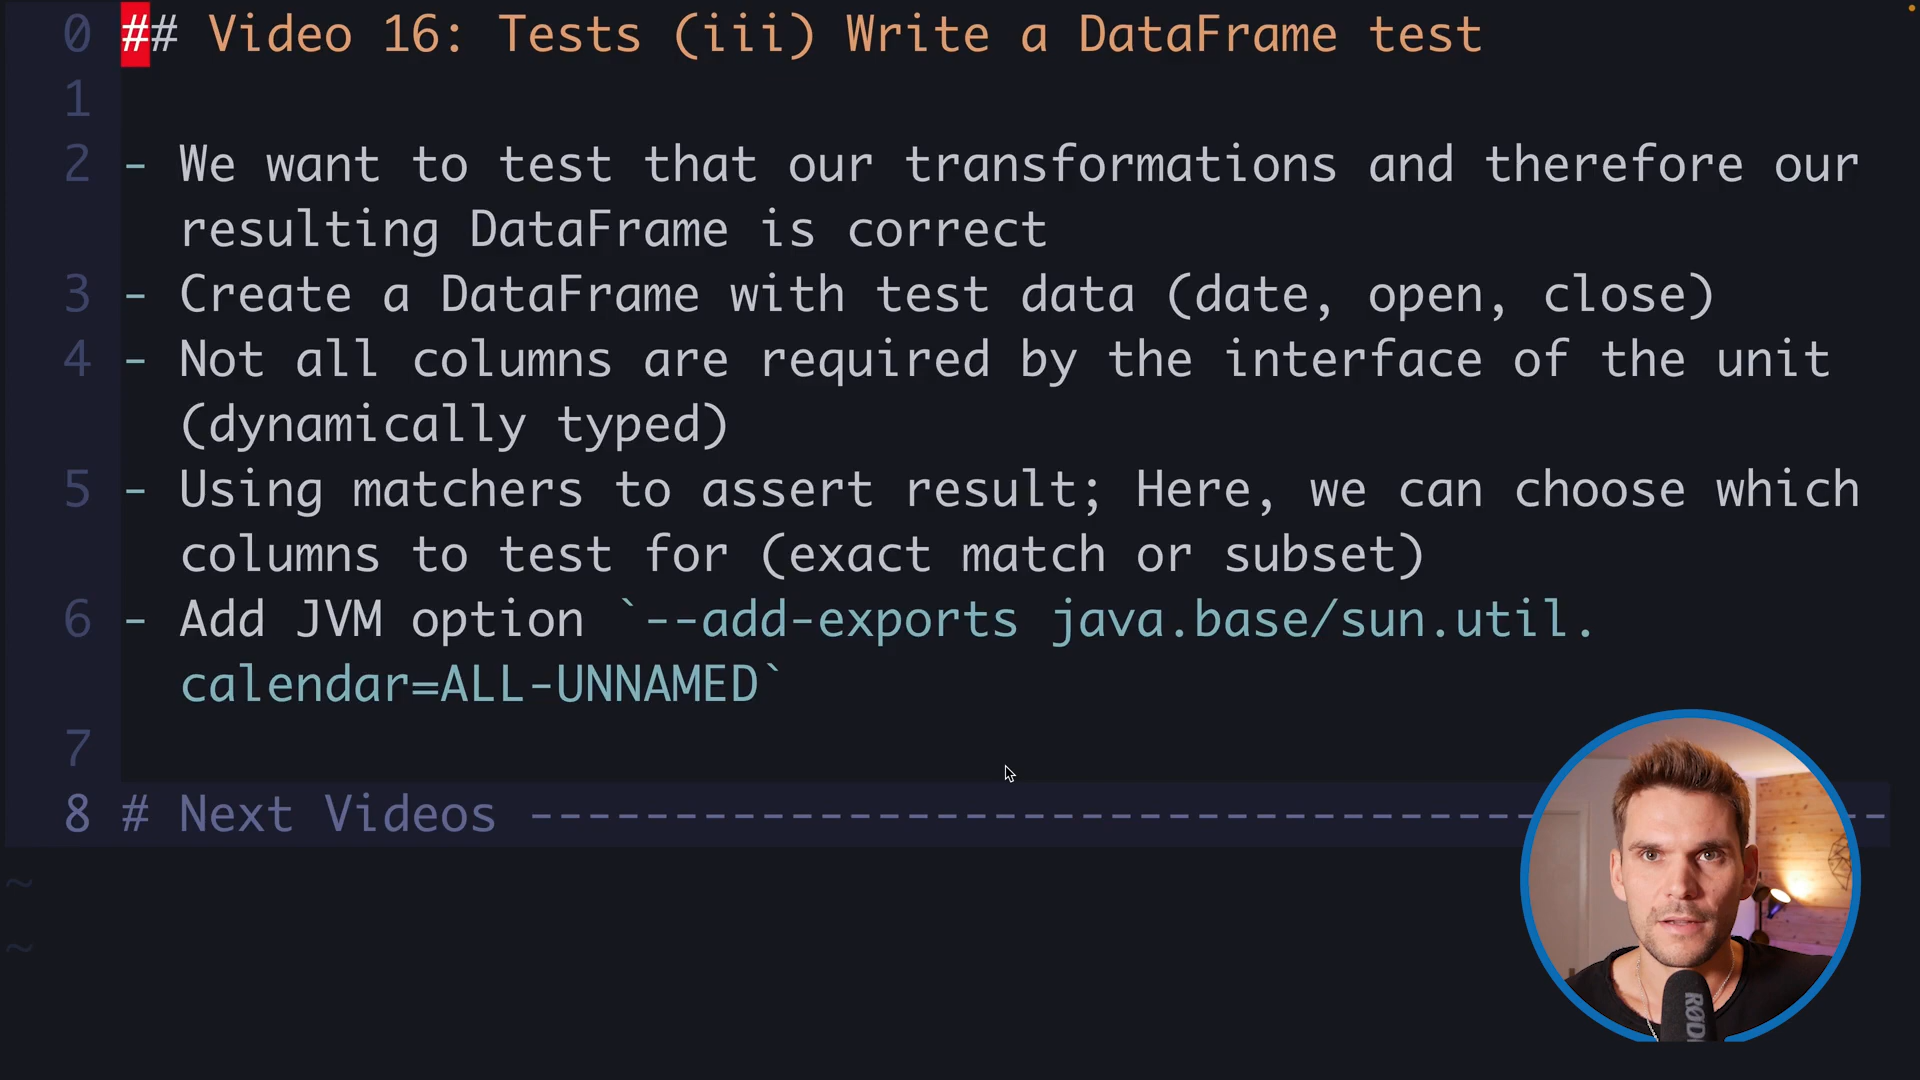 0 ## Video 16: Tests (iii) Write a DataFrame test
1
2 - We want to test that our transformations and therefore our
resulting DataFrame is correct
3 - Create a DataFrame with test data (date, open, close)
4 - Not all columns are required by the interface of the unit
(dynamically typed)
5 - Using matchers to assert result; Here, we can choose which
columns to test for (exact match or subset)
6 - Add JVM option `--add-exports java.base/sun.util.
calendar=ALL-UNNAMED`
7
8 # Next Videos -----------------------------------------------
~
~
RØD